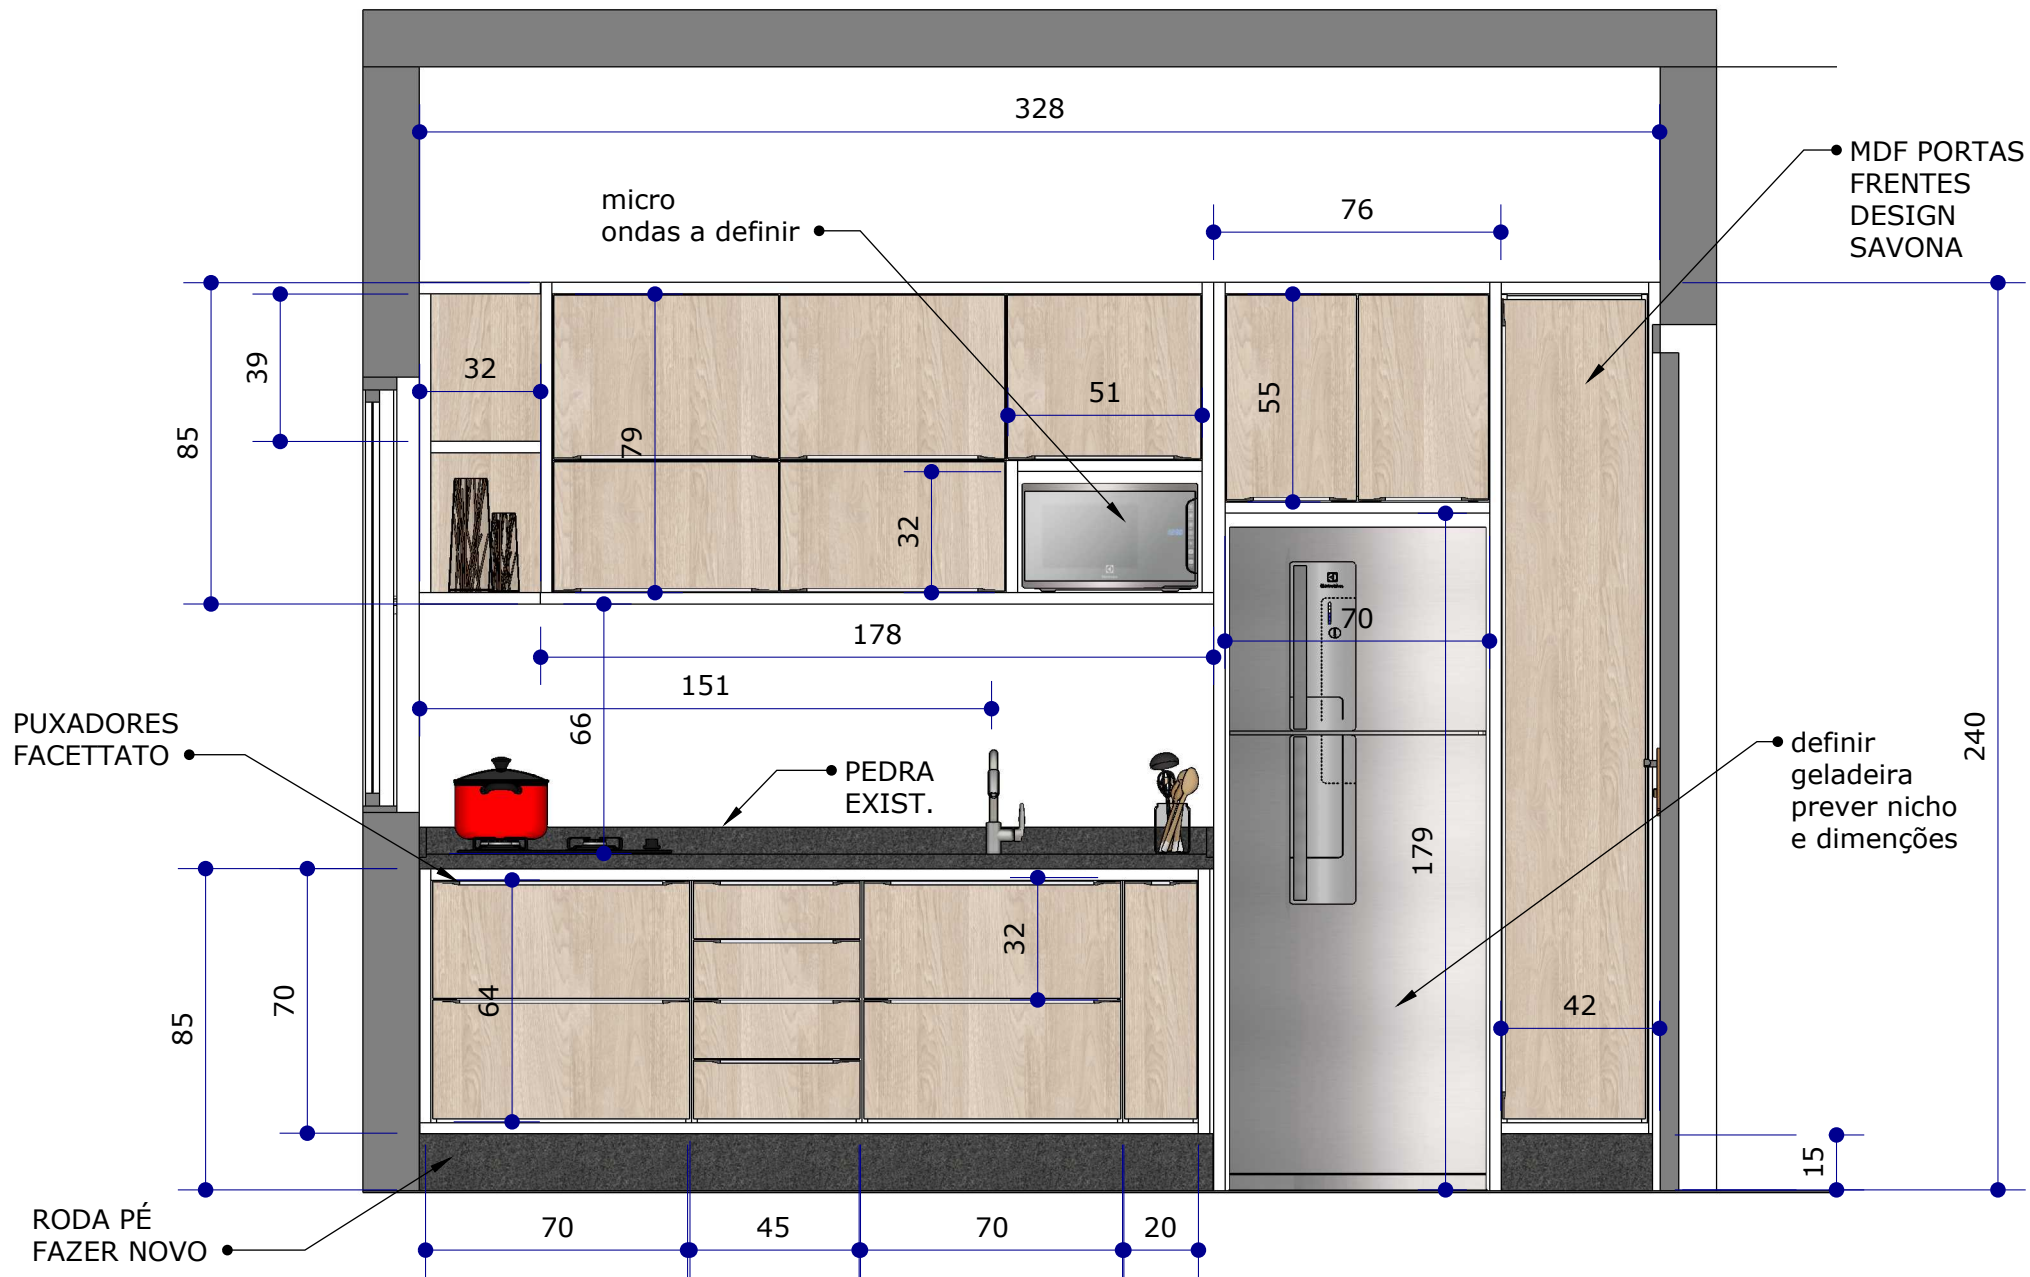 328
MDF PORTAS
FRENTES
DESIGN
SAVONA
micro
ondas a definir
76
39
32
85
79
51
55
32
178
70
151
66
PUXADORES
FACETTATO
PEDRA
EXIST.
definir
geladeira
prever nicho
e dimenções
240
179
32
64
70
85
42
15
RODA PÉ
FAZER NOVO
70
45
70
20